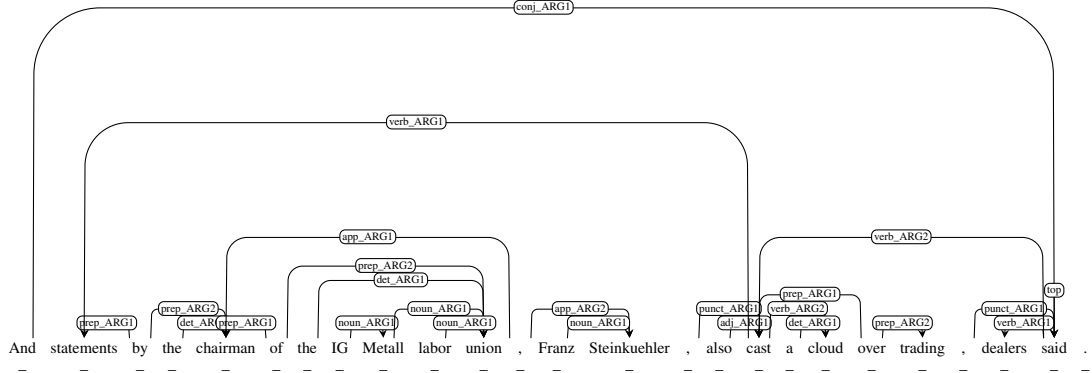 conj_ARG1
verb_ARG1
app_ARG1 verb_ARG2
prep_ARG2
det_ARG1
top
prep_ARG1
prep_ARG2 noun_ARG1 app_ARG2 punct_ARG1 verb_ARG2 punct_ARG1
prep_ARG1 prep_ARG1 noun_ARG1 noun_ARG1 noun_ARG1 adj_ARG1 det_ARG1 prep_ARG2 verb_ARG1
And statements by the chairman of the IG Metall labor union , Franz Steinkuehler , also cast a cloud over trading , dealers said .
_ _ _ _ _ _ _ _ _ _ _ _ _ _ _ _ _ _ _ _ _ _ _ _ _